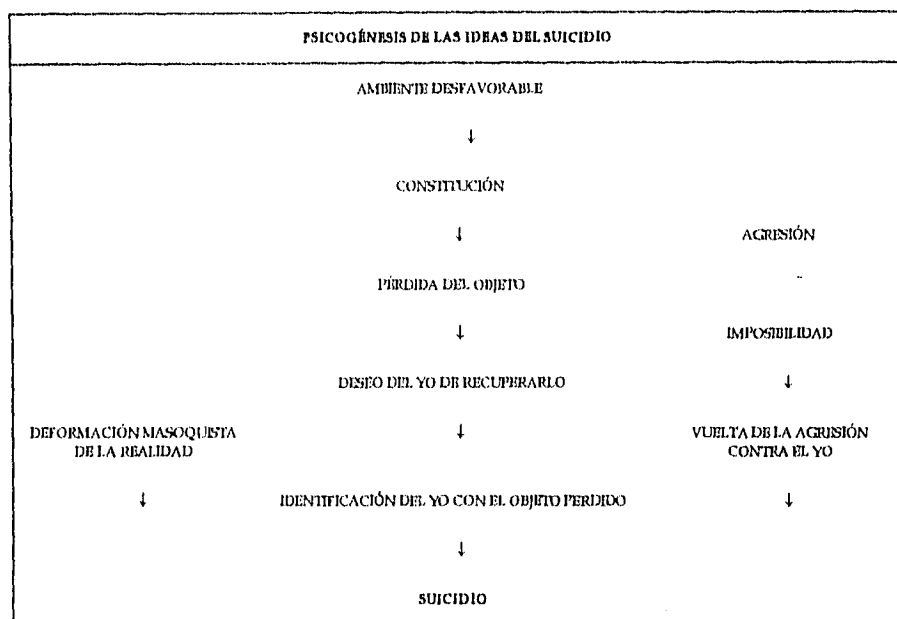 PSICOGÉNESIS DE LAS IDEAS DEL SUICIDIO
AMBIENTE DESFAVORABLE
↓
CONSTITUCIÓN
↓ AGRESIÓN
PÉRDIDA DEL OBJETO
↓ IMPOSIBILIDAD
DESEO DEL YO DE RECUPERARLO ↓
DEFORMACIÓN MASOQUISTA ↓ VUELTA DE LA AGRESIÓN
DE LA REALIDAD CONTRA EL YO
↓ IDENTIFICACIÓN DEL YO CON EL OBJETO PERDIDO ↓
↓
SUICIDIO